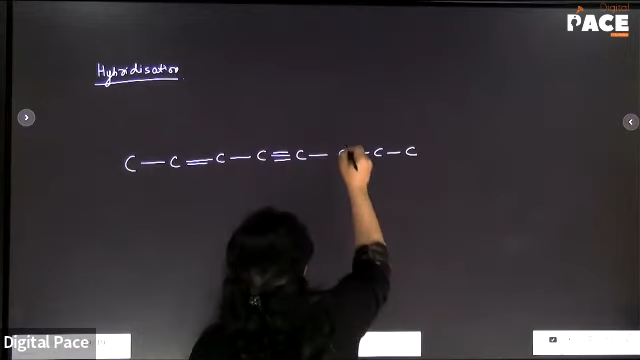 Digital
PACE
Hybridisation
C — C = C — C ≡ C — C — C — C
Digital Pace